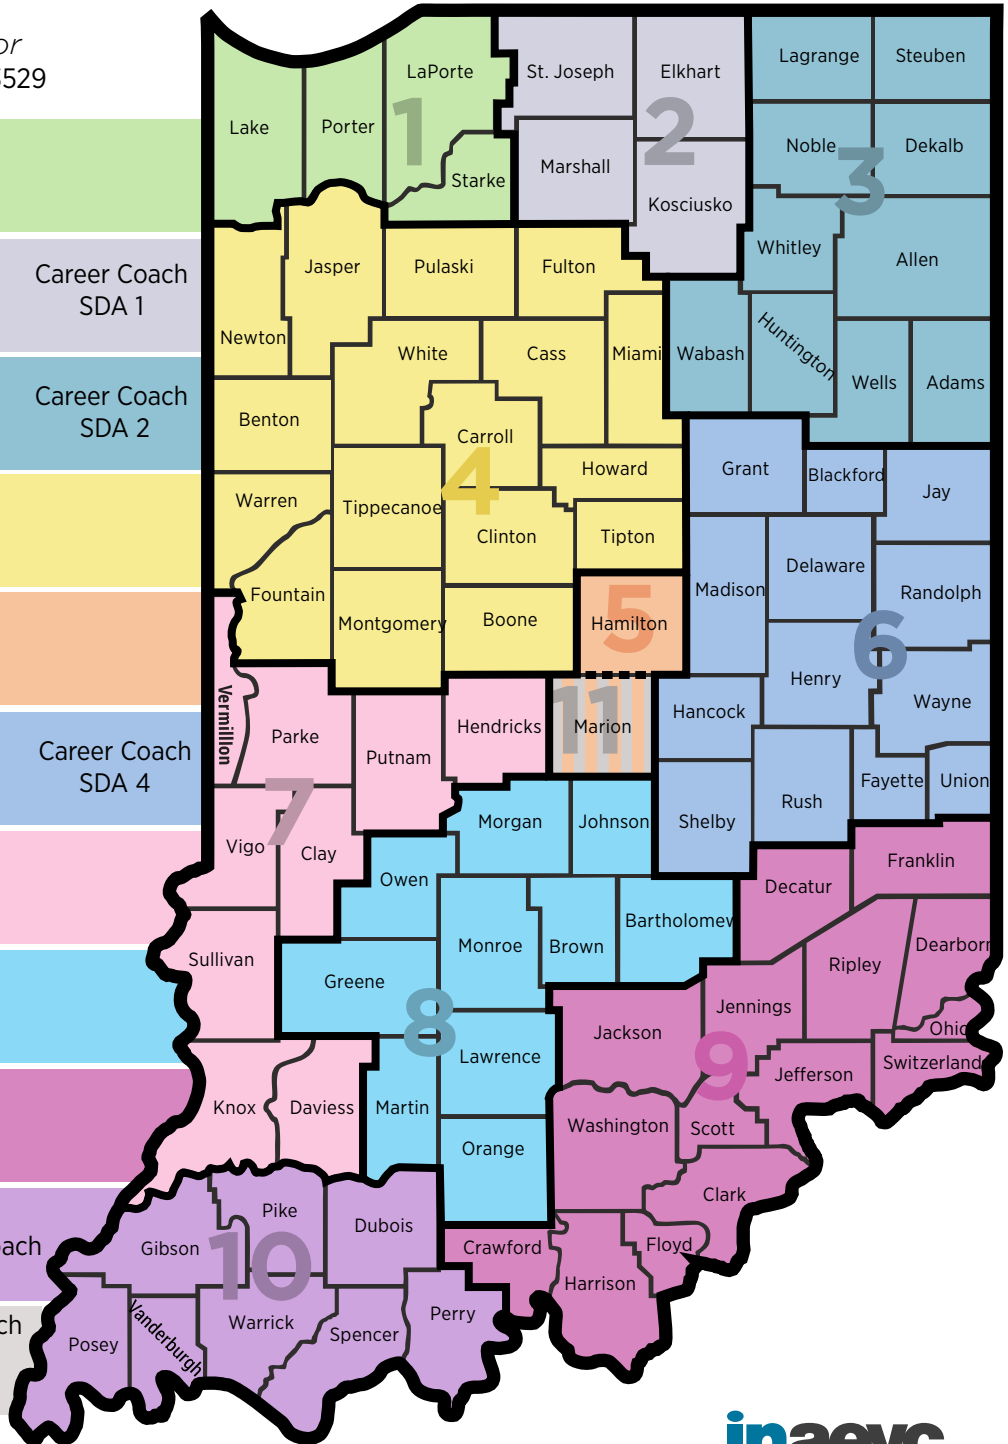 or
529
Career Coach
SDA 1
Career Coach
SDA 2
Career Coach
SDA 4
ach
ch
LaPorte
St. Joseph
Elkhart
Lagrange
Steuben
Lake
Porter
1
2
Noble
Dekalb
Marshall
3
Starke
Kosciusko
Whitley
Allen
Jasper
Pulaski
Fulton
Newton
White
Cass
Miami
Wabash
Huntington
Wells
Adams
Benton
Carroll
Howard
Grant
Blackford
Jay
4
Warren
Tippecanoe
Clinton
Tipton
Delaware
Madison
Randolph
Fountain
Montgomery
Boone
5
Hamilton
6
Henry
Wayne
Vermillion
Parke
Putnam
Hendricks
11
Marion
Hancock
Fayette
Union
Rush
Shelby
7
Morgan
Johnson
Vigo
Clay
Owen
Decatur
Franklin
Bartholomew
Monroe
Brown
Dearborn
Ripley
Sullivan
Greene
Jennings
8
Jackson
Ohio
9
Lawrence
Switzerland
Jefferson
Knox
Daviess
Martin
Washington
Scott
Orange
Clark
Pike
Dubois
Gibson
10
Crawford
Floyd
Harrison
Perry
Warrick
Spencer
Posey
Vanderburgh
inaeyc